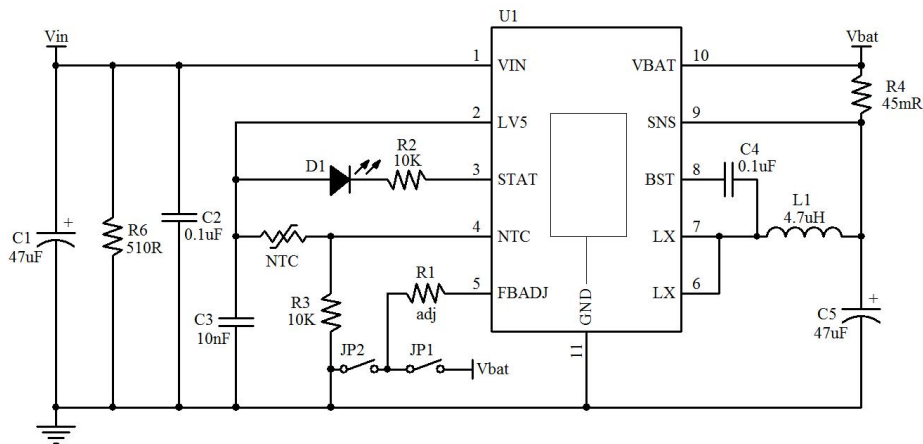 U1
Vin
Vbat
1
VIN
VBAT
10
R4
45mR
2
LV5
SNS
9
R2
10K
C4
0.1uF
D1
3
STAT
BST
8
L1
4.7uH
C1
+
47uF
R6
510R
C2
0.1uF
NTC
4
NTC
LX
7
R1
adj
5
FBADJ
LX
6
R3
10K
C3
10nF
GND
11
C5
+
47uF
JP2
JP1
Vbat